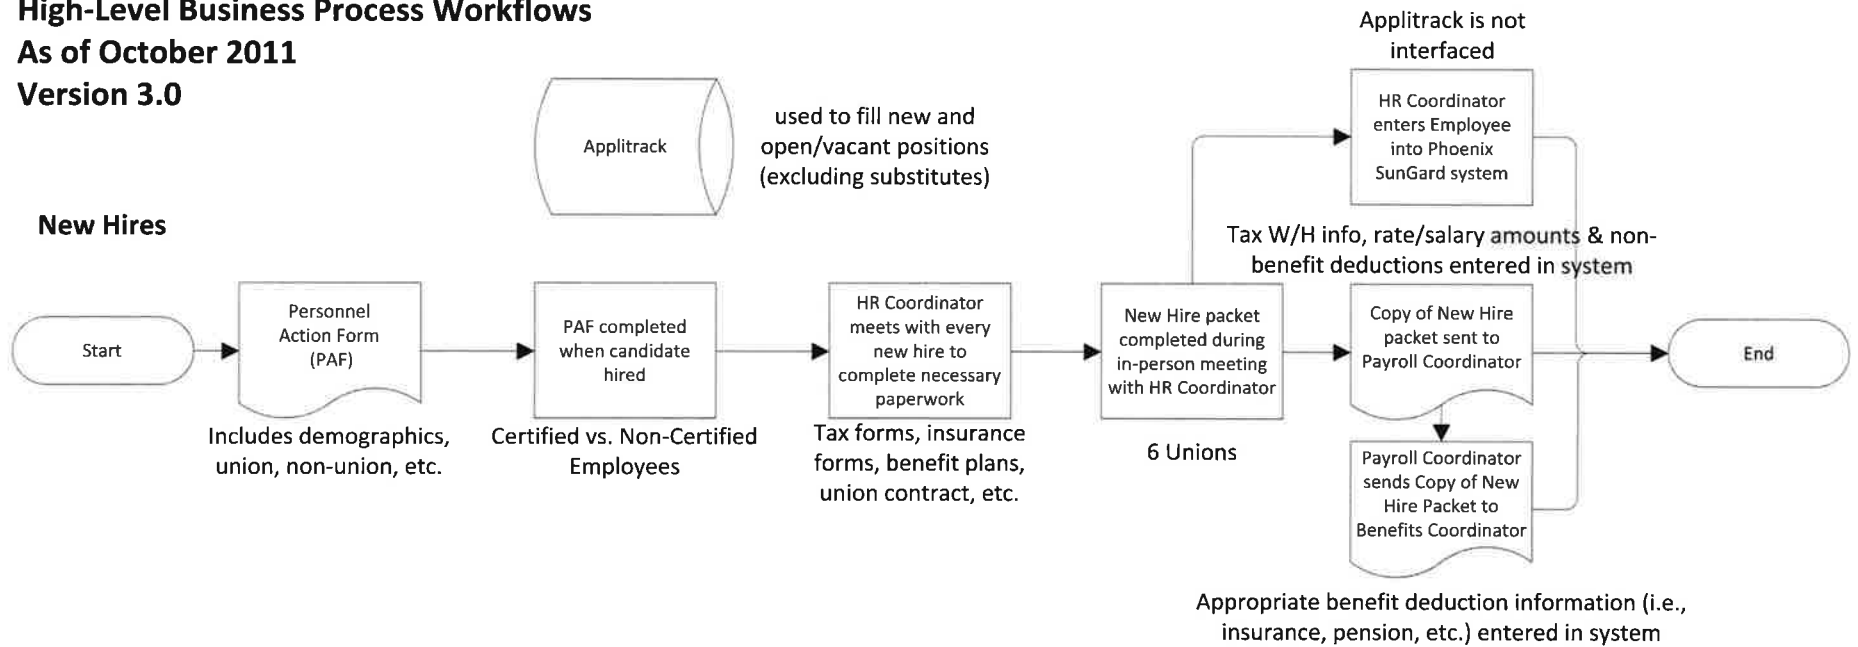 High-Level Business Process Workflows
As of October 2011
Version 3.0
Applitrack
used to fill new and
open/vacant positions
(excluding substitutes)
Applitrack is not
interfaced
HR Coordinator
enters Employee
into Phoenix
SunGard system
New Hires
Tax W/H info, rate/salary amounts & non-
benefit deductions entered in system
Start
Personnel
Action Form
(PAF)
Includes demographics,
union, non-union, etc.
PAF completed
when candidate
hired
Certified vs. Non-Certified
Employees
HR Coordinator
meets with every
new hire to
complete necessary
paperwork
Tax forms, insurance
forms, benefit plans,
union contract, etc.
New Hire packet
completed during
in-person meeting
with HR Coordinator
6 Unions
Copy of New Hire
packet sent to
Payroll Coordinator
End
Payroll Coordinator
sends Copy of New
Hire Packet to
Benefits Coordinator
Appropriate benefit deduction information (i.e.,
insurance, pension, etc.) entered in system